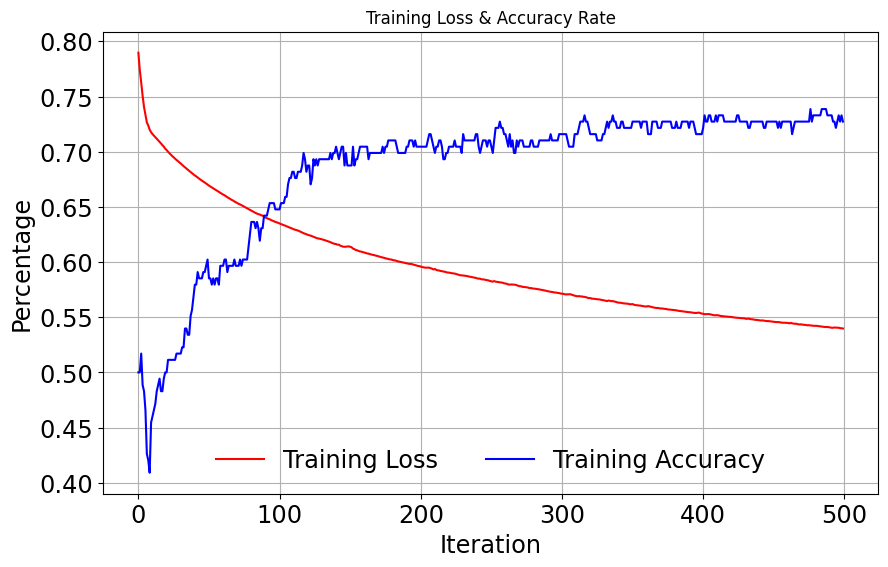 Training Loss & Accuracy Rate
0.80
0.75
0.70
0.65
0.60
0.55
0.50
0.45
0.40
Percentage
Training Loss
Training Accuracy
0 100 200 300 400 500
Iteration